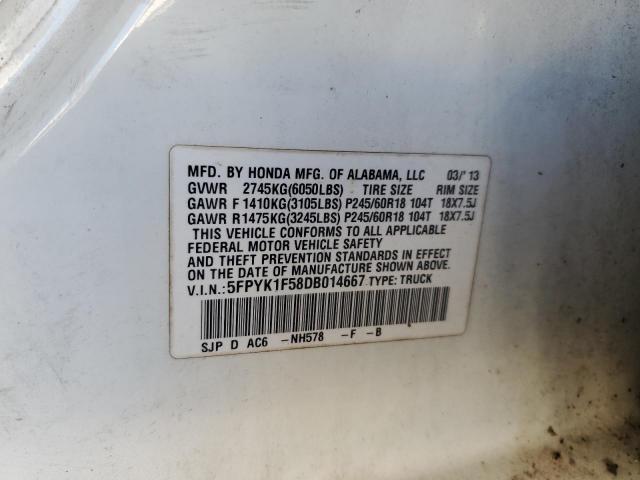 MFD. BY HONDA MFG. OF ALABAMA, LLC 03/'13
GVWR 2745KG(6050LBS) TIRE SIZE RIM SIZE
GAWR F 1410KG(3105LBS) P245/60R18 104T 18X7.5J
GAWR R 1475KG(3245LBS) P245/60R18 104T 18X7.5J
THIS VEHICLE CONFORMS TO ALL APPLICABLE
FEDERAL MOTOR VEHICLE SAFETY
AND THEFT PREVENTION STANDARDS IN EFFECT
ON THE DATE OF MANUFACTURE SHOWN ABOVE.
V.I.N.: 5FPYK1F58DB014667 TYPE: TRUCK
SJP D AC6 -NH578 -F -B